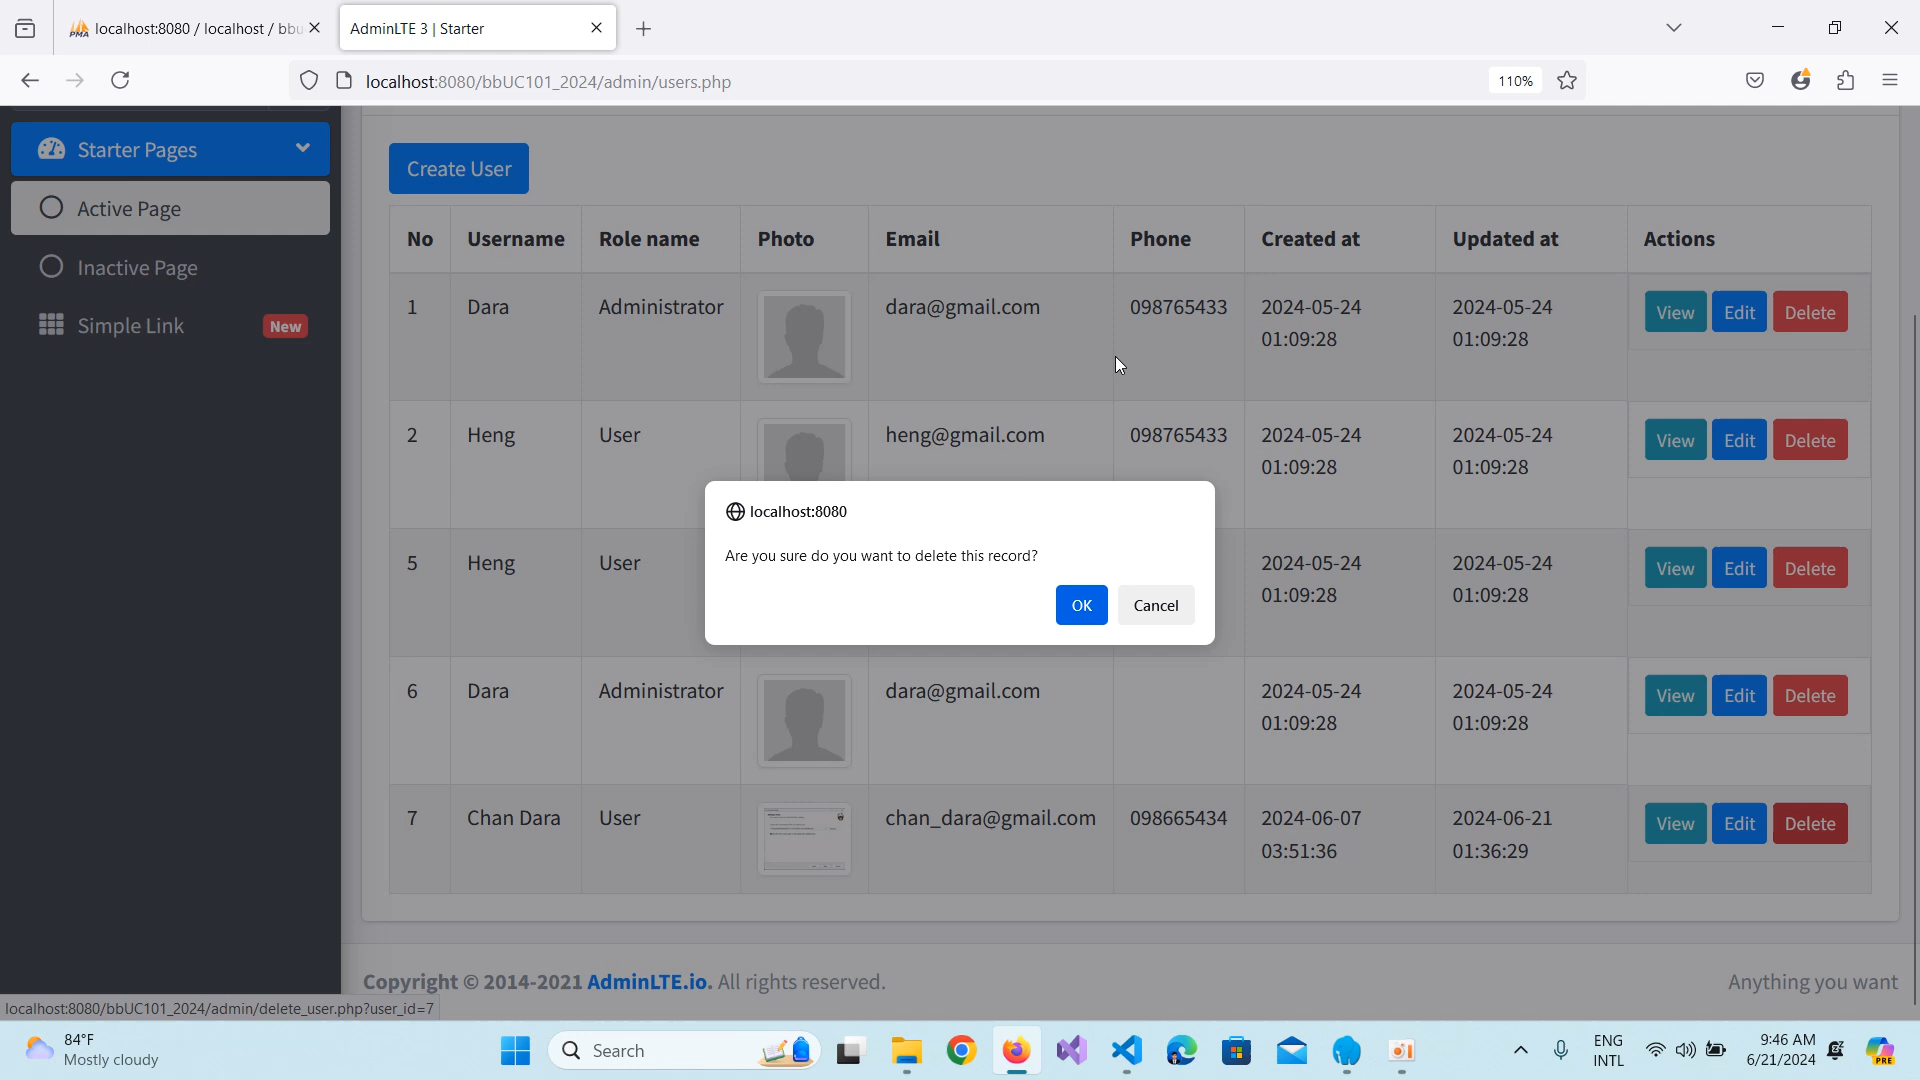 localhost:8080 / localhost / bbu
AdminLTE 3 | Starter
localhost:8080/bbUC101_2024/admin/users.php
110%
Starter Pages
Active Page
Inactive Page
Simple Link New
Create User
No Username Role name Photo Email Phone Created at Updated at Actions
1 Dara Administrator dara@gmail.com 098765433 2024-05-24 01:09:28 2024-05-24 01:09:28 View Edit Delete
2 Heng User heng@gmail.com 098765433 2024-05-24 01:09:28 2024-05-24 01:09:28 View Edit Delete
5 Heng User 2024-05-24 01:09:28 2024-05-24 01:09:28 View Edit Delete
6 Dara Administrator dara@gmail.com 2024-05-24 01:09:28 2024-05-24 01:09:28 View Edit Delete
7 Chan Dara User chan_dara@gmail.com 098665434 2024-06-07 03:51:36 2024-06-21 01:36:29 View Edit Delete
localhost:8080
Are you sure do you want to delete this record?
OK Cancel
Copyright © 2014-2021 AdminLTE.io. All rights reserved.
Anything you want
localhost:8080/bbUC101_2024/admin/delete_user.php?user_id=7
84°F
Mostly cloudy
Search
ENG
INTL
9:46 AM
6/21/2024
PRE